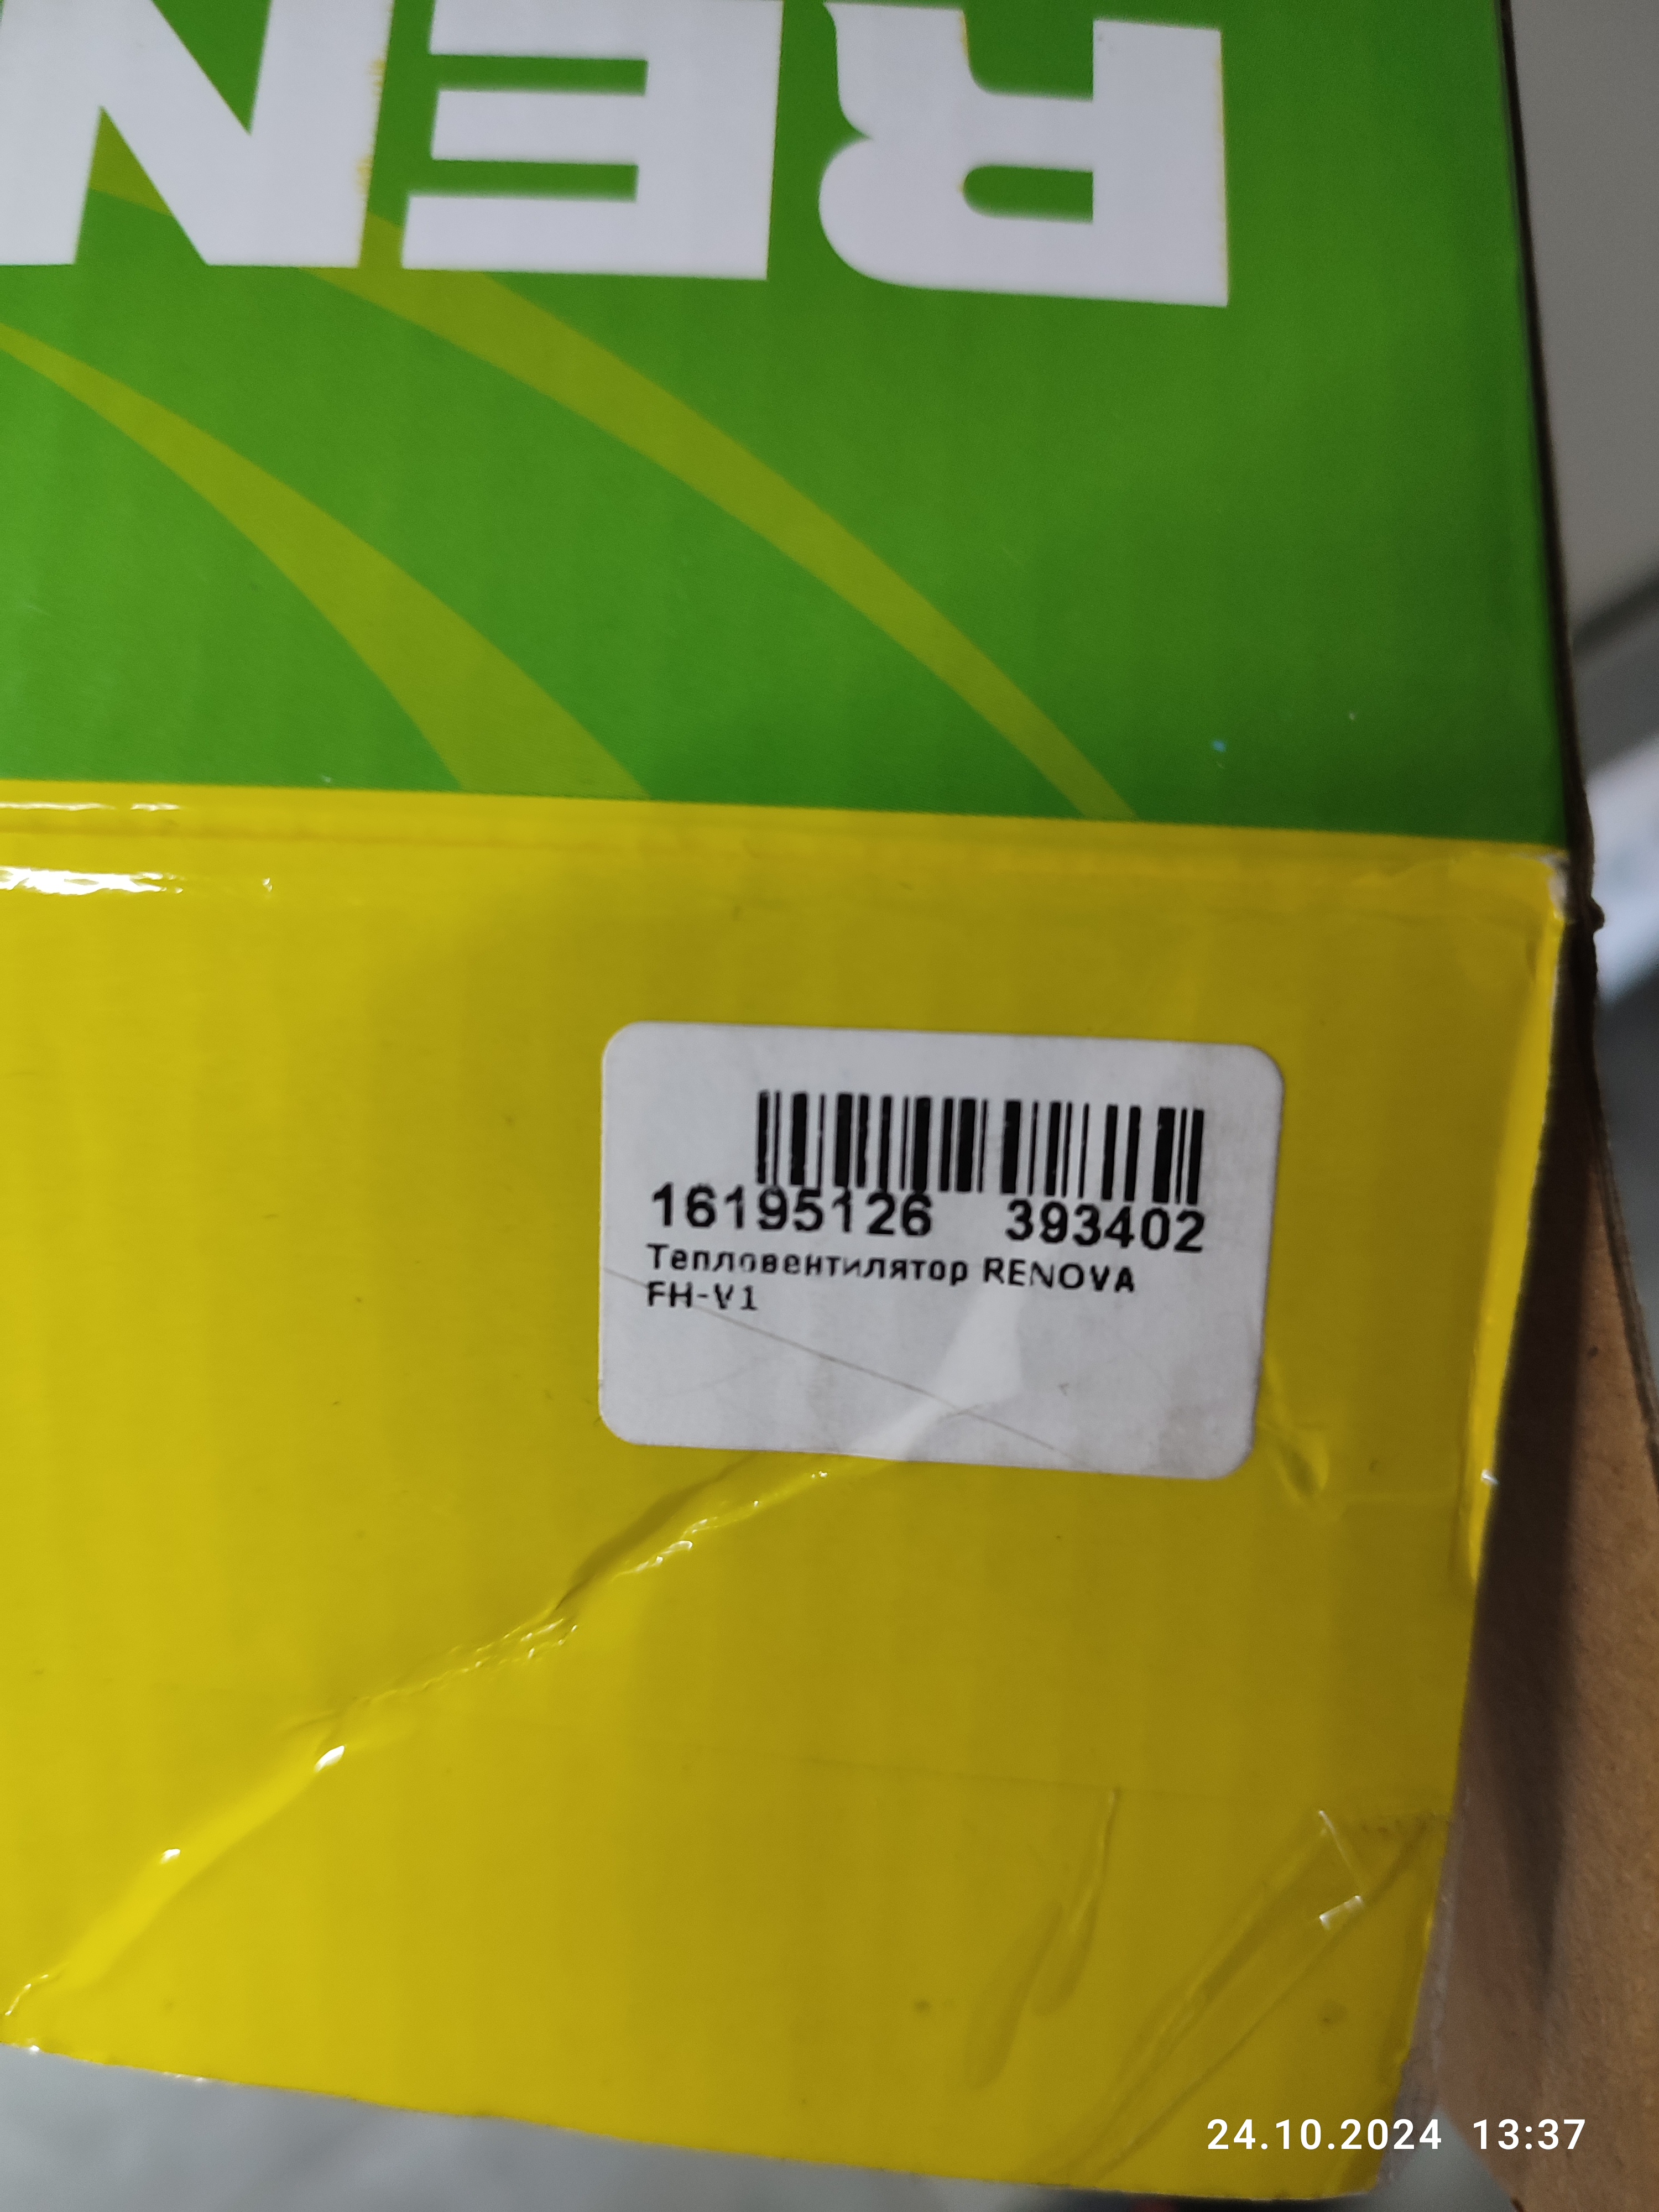 REN
16195126 393402
Тепловентилятор RENOVA
FH-V1
24.10.2024 13:37